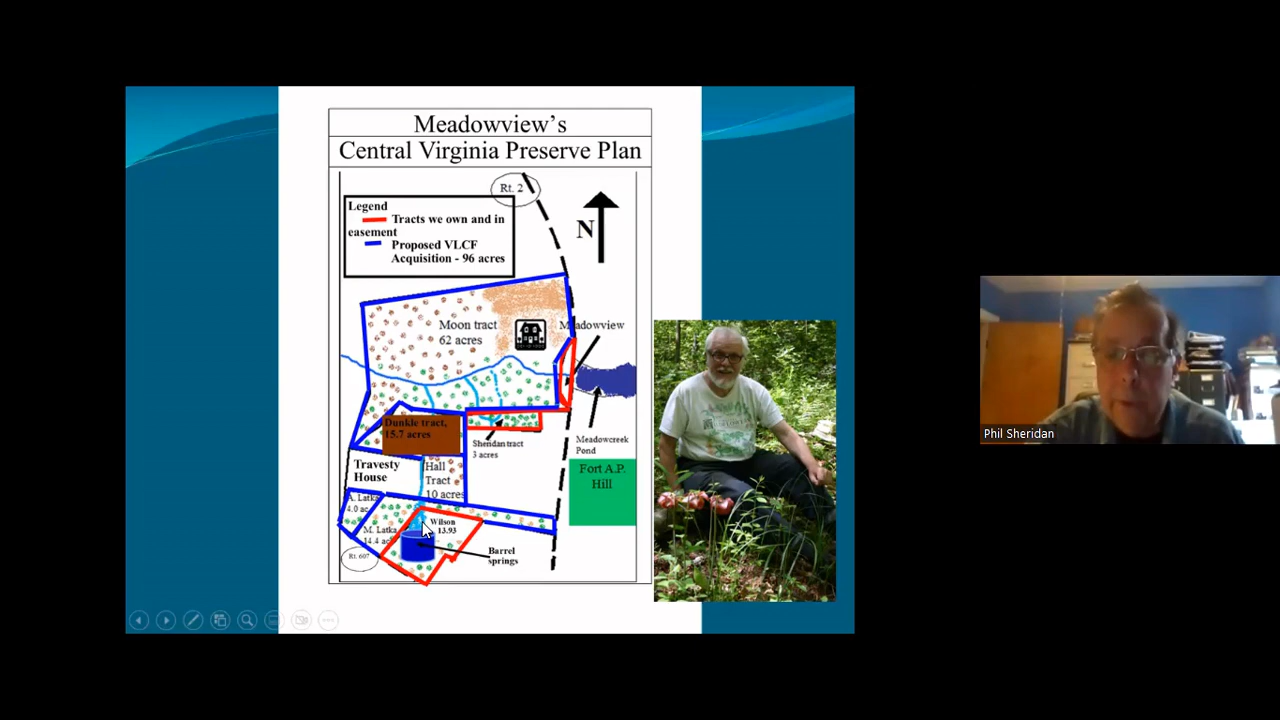 Meadowview's
Central Virginia Preserve Plan
Rt. 2
Legend
Tracts we own and in
easement
Proposed VLCF
Acquisition - 96 acres
N
Moon tract
62 acres
Meadowview
Dunkle tract,
15.7 acres
Sheridan tract
3 acres
Meadowcreek
Pond
Fort A.P.
Hill
Travesty
House
Hall
Tract
10 acres
A. Latka
4.0 ac
M. Latka
14.4 ac
Wilson
13.93
Rt. 607
Barrel
springs
Phil Sheridan